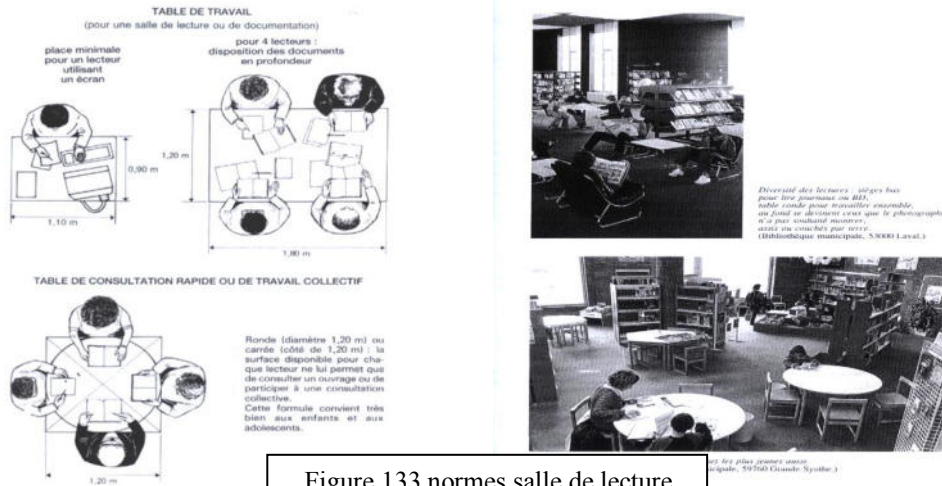 TABLE DE TRAVAIL
(pour une salle de lecture ou de documentation)
place minimale
pour un lecteur
utilisant
un écran
pour 4 lecteurs :
disposition des documents
en profondeur
0,90 m
1,10 m
1,20 m
1,80 m
TABLE DE CONSULTATION RAPIDE OU DE TRAVAIL COLLECTIF
Ronde (diamètre 1,20 m) ou
carrée (côté de 1,20 m) : la
surface disponible pour cha-
que lecteur ne lui permet que
de consulter un ouvrage ou de
participer à une consultation
collective.
Cette formule convient très
bien aux enfants et aux
adolescents.
1,20 m
Diversité des lectures : sièges bas
pour lire journaux ou BD,
table ronde pour travailler ensemble,
au fond se devinent ceux que le photographe
n'a pas souhaité montrer,
assis ou couchés par terre.
(Bibliothèque municipale, 53000 Laval.)
les plus jeunes aussi
59760 Grande-Synthe.)
Figure 133 normes salle de lecture